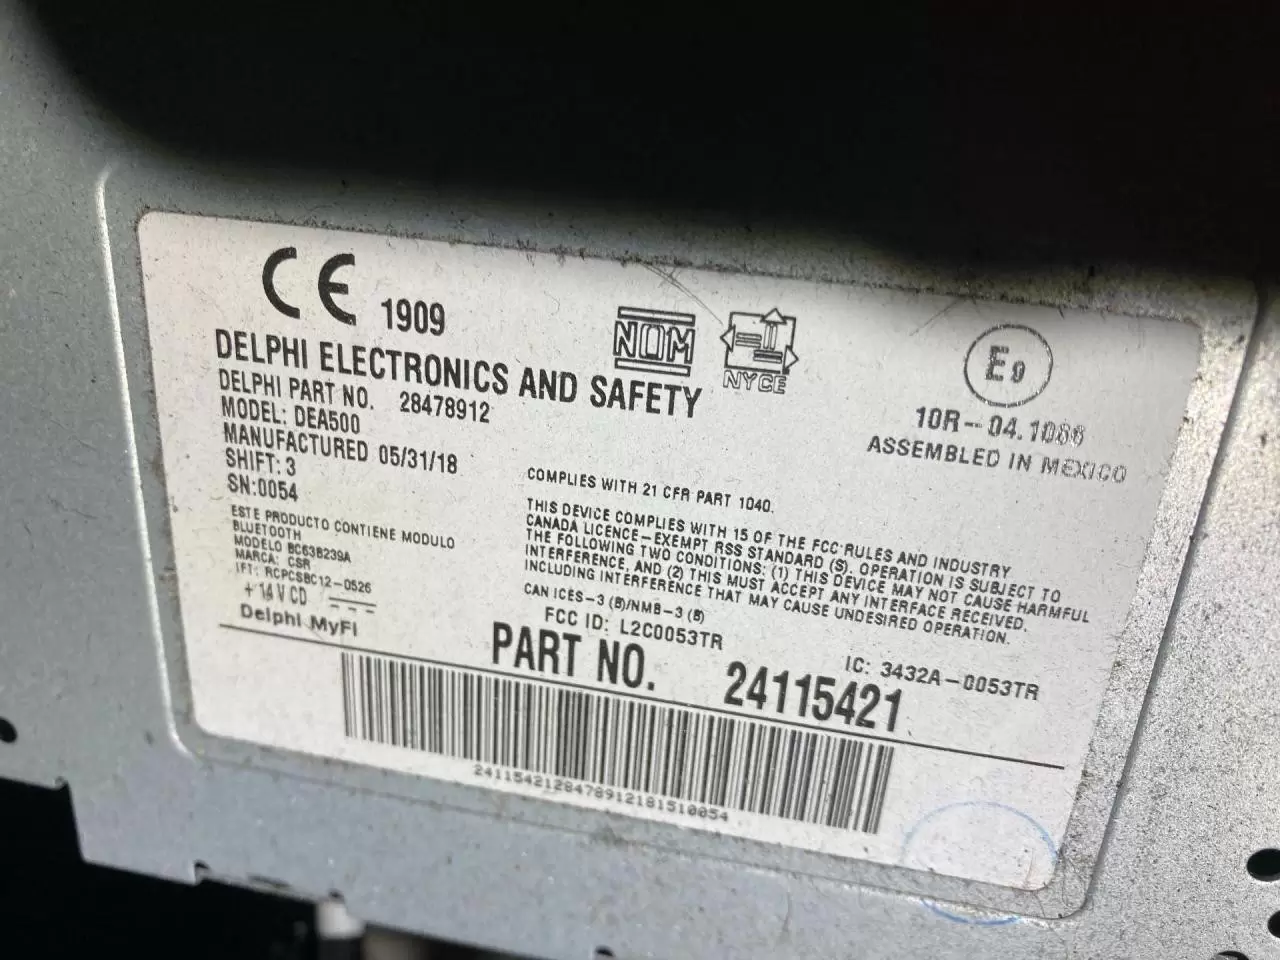 CE 1909
NOM
NYCE
E9
10R-04.1086
ASSEMBLED IN MEXICO
DELPHI ELECTRONICS AND SAFETY
DELPHI PART NO. 28478912
MODEL: DEA500
MANUFACTURED 05/31/18
SHIFT: 3
SN:0054
ESTE PRODUCTO CONTIENE MODULO
BLUETOOTH
MODELO BC63B239A
MARCA: CSR
IFT: RCPCSBC12-0526
+14 V CD
Delphi MyFi
COMPLIES WITH 21 CFR PART 1040.
THIS DEVICE COMPLIES WITH 15 OF THE FCC RULES AND INDUSTRY
CANADA LICENCE-EXEMPT RSS STANDARD (S). OPERATION IS SUBJECT TO
THE FOLLOWING TWO CONDITIONS: (1) THIS DEVICE MAY NOT CAUSE HARMFUL
INTERFERENCE, AND (2) THIS MUST ACCEPT ANY INTERFERENCE RECEIVED,
INCLUDING INTERFERENCE THAT MAY CAUSE UNDESIRED OPERATION.
CAN ICES-3 (B)/NMB-3 (B)
FCC ID: L2C0053TR
IC: 3432A-0053TR
PART NO. 24115421
2411542128478912181510054